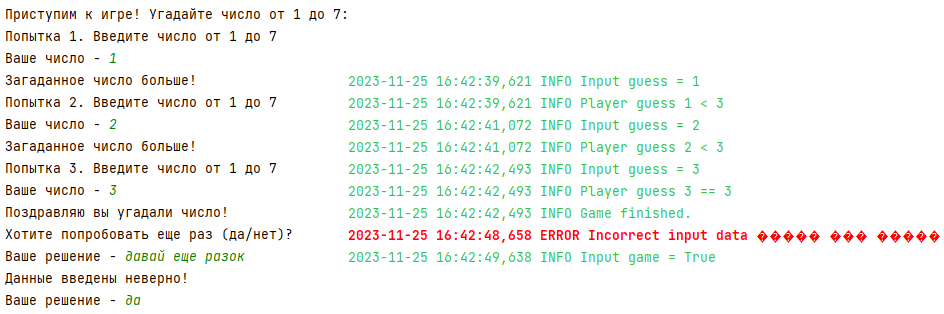 Приступим к игре! Угадайте число от 1 до 7:
Попытка 1. Введите число от 1 до 7
Ваше число - 1
Загаданное число больше!
Попытка 2. Введите число от 1 до 7
Ваше число - 2
Загаданное число больше!
Попытка 3. Введите число от 1 до 7
Ваше число - 3
Поздравляю вы угадали число!
Хотите попробовать еще раз (да/нет)?
Ваше решение - давай еще разок
Данные введены неверно!
Ваше решение - да
2023-11-25 16:42:39,621 INFO Input guess = 1
2023-11-25 16:42:39,621 INFO Player guess 1 < 3
2023-11-25 16:42:41,072 INFO Input guess = 2
2023-11-25 16:42:41,072 INFO Player guess 2 < 3
2023-11-25 16:42:42,493 INFO Input guess = 3
2023-11-25 16:42:42,493 INFO Player guess 3 == 3
2023-11-25 16:42:42,493 INFO Game finished.
2023-11-25 16:42:48,658 ERROR Incorrect input data ����� ��� �����
2023-11-25 16:42:49,638 INFO Input game = True